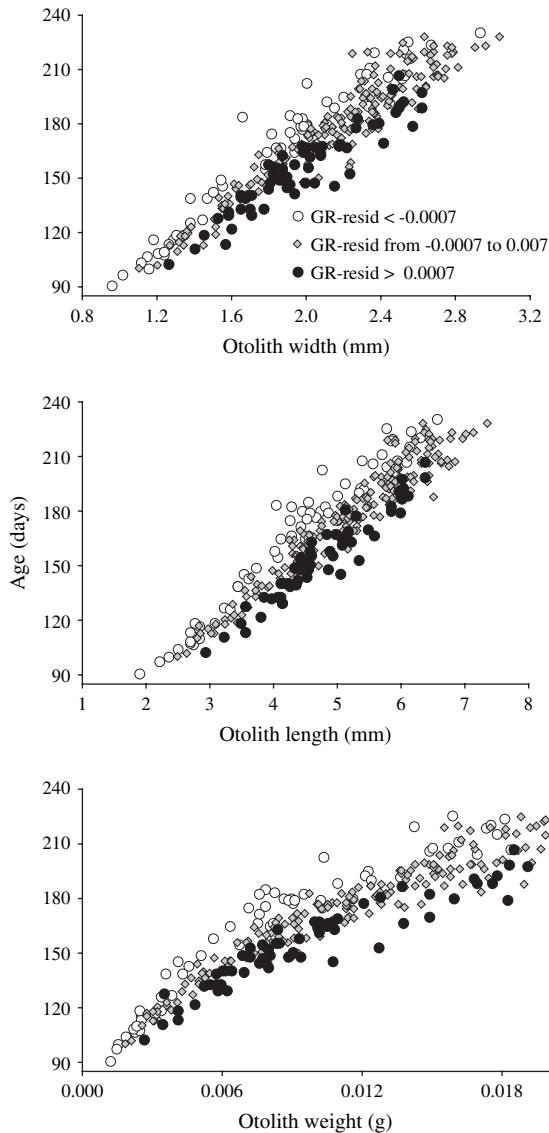 240
210
180
150
120
90
GR-resid < -0.0007
GR-resid from -0.0007 to 0.007
GR-resid > 0.0007
0.8 1.2 1.6 2.0 2.4 2.8 3.2
Otolith width (mm)
240
210
180
150
120
90
Age (days)
1 2 3 4 5 6 7 8
Otolith length (mm)
240
210
180
150
120
90
0.000 0.006 0.012 0.018
Otolith weight (g)